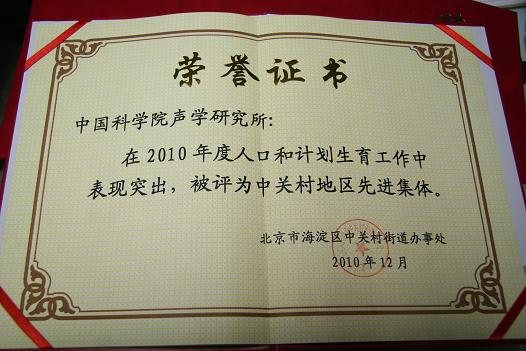 荣誉证书
中国科学院声学研究所：
在2010年度人口和计划生育工作中
表现突出，被评为中关村地区先进集体。
北京市海淀区中关村街道办事处
2010年12月